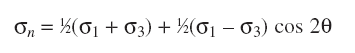 σn = ½(σ1 + σ3) + ½(σ1 – σ3) cos 2θ